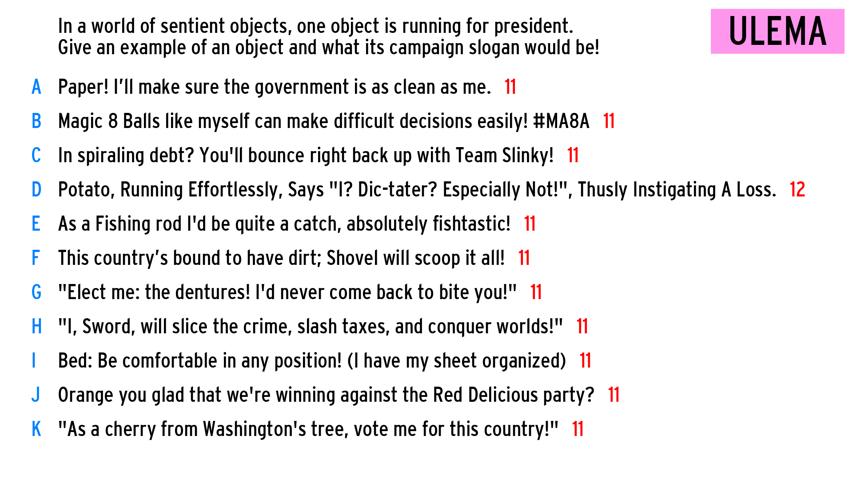 In a world of sentient objects, one object is running for president.
Give an example of an object and what its campaign slogan would be!
ULEMA
A Paper! I'll make sure the government is as clean as me. 11
B Magic 8 Balls like myself can make difficult decisions easily! #MA8A 11
C In spiraling debt? You'll bounce right back up with Team Slinky! 11
D Potato, Running Effortlessly, Says "I? Dic-tater? Especially Not!", Thusly Instigating A Loss. 12
E As a Fishing rod I'd be quite a catch, absolutely fishtastic! 11
F This country's bound to have dirt; Shovel will scoop it all! 11
G "Elect me: the dentures! I'd never come back to bite you!" 11
H "I, Sword, will slice the crime, slash taxes, and conquer worlds!" 11
I Bed: Be comfortable in any position! (I have my sheet organized) 11
J Orange you glad that we're winning against the Red Delicious party? 11
K "As a cherry from Washington's tree, vote me for this country!" 11